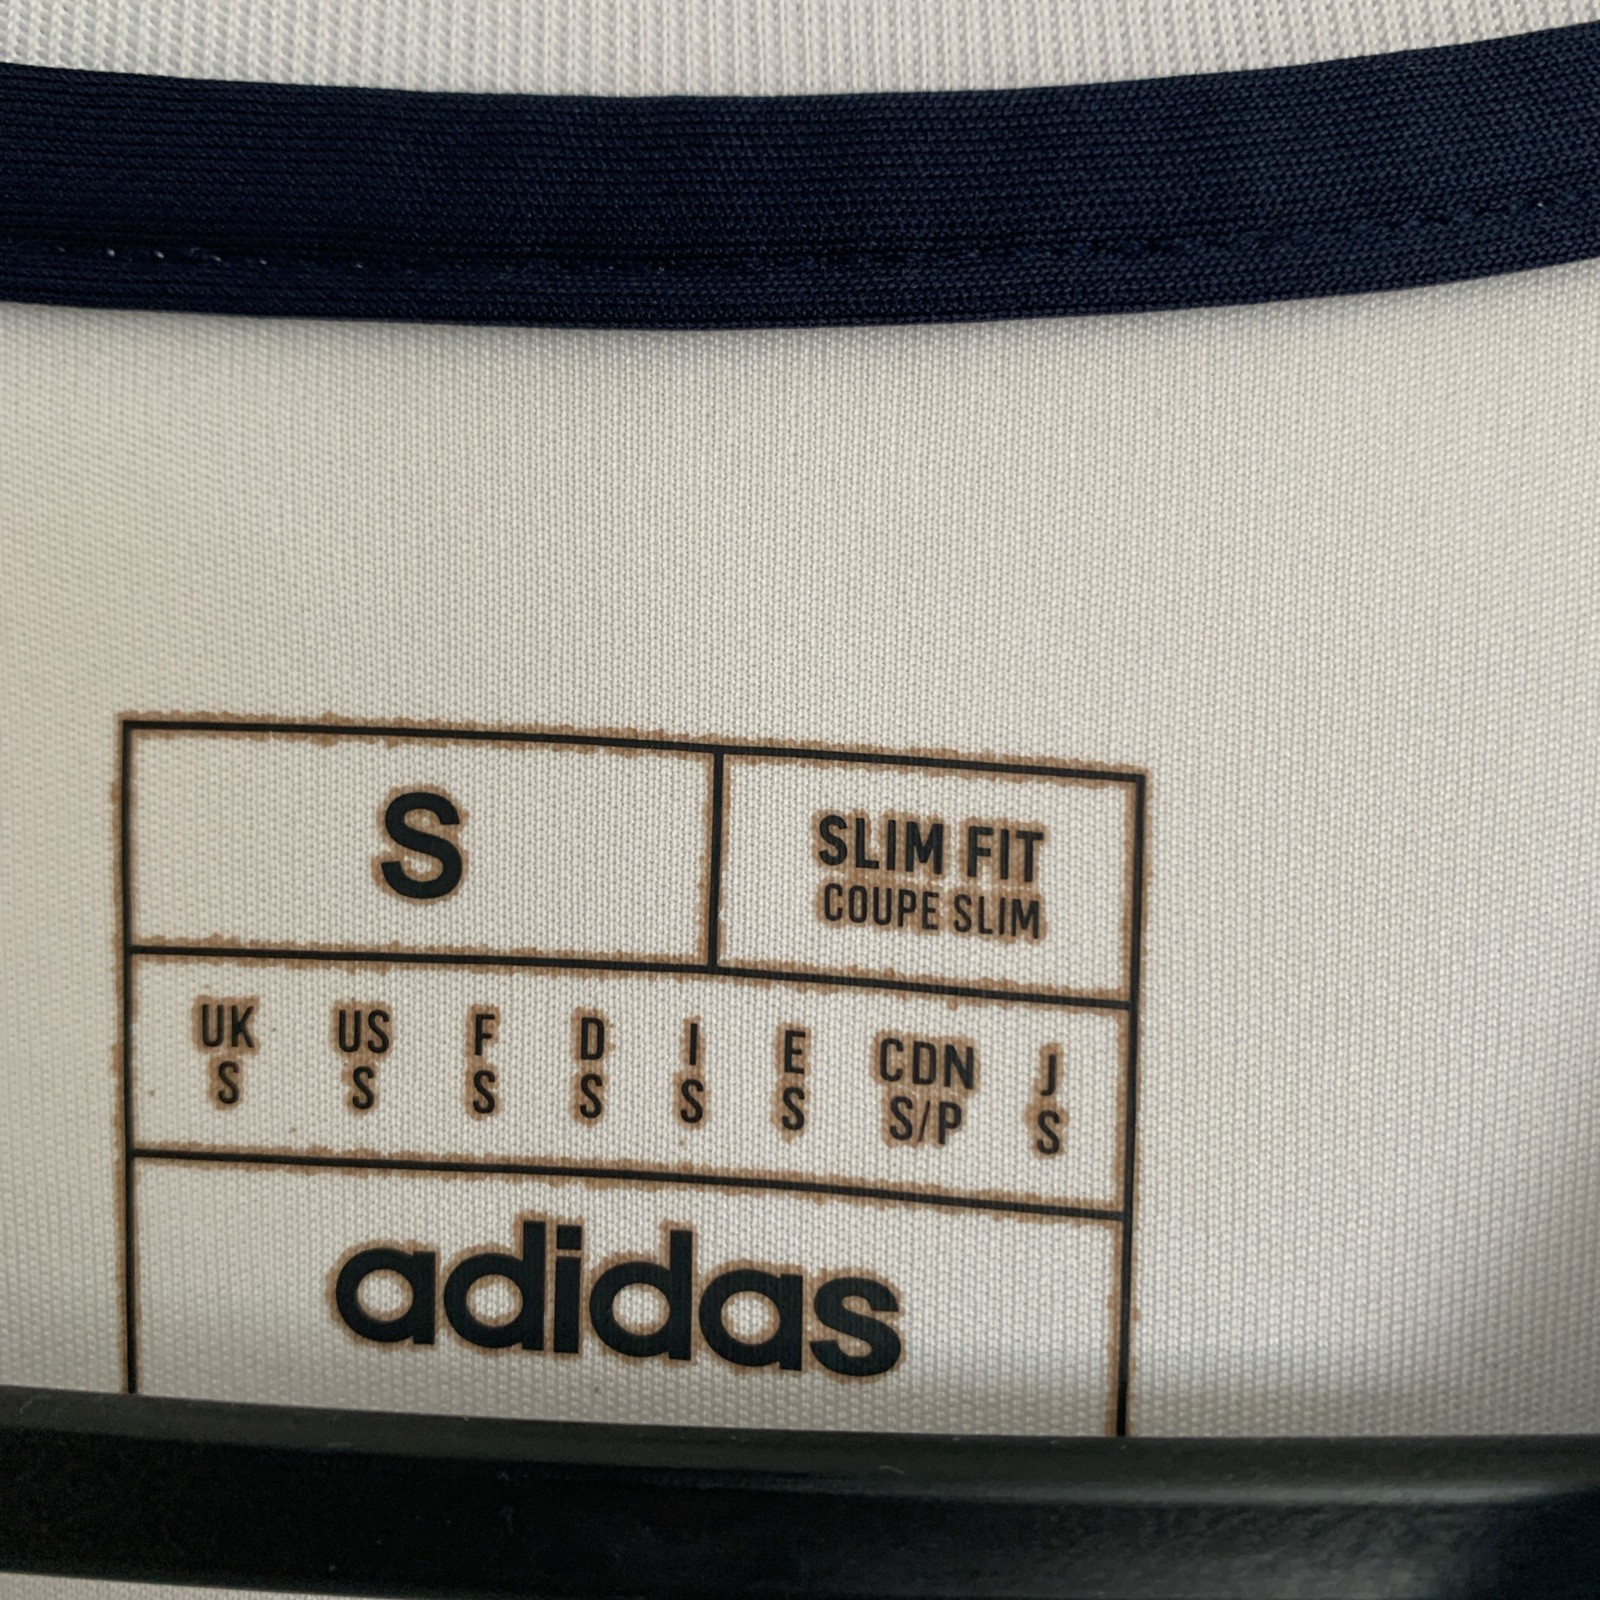 S
SLIM FIT
COUPE SLIM
UK US F D I E CDN J
S S S S S S S/P S
adidas